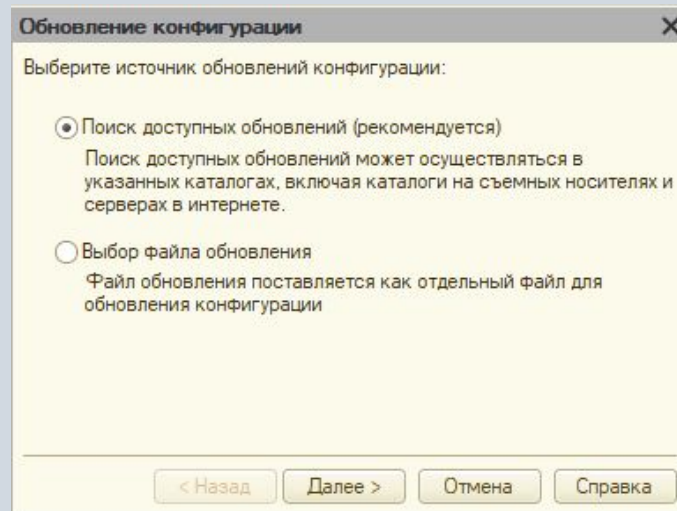 Обновление конфигурации
Выберите источник обновлений конфигурации:
Поиск доступных обновлений (рекомендуется)
Поиск доступных обновлений может осуществляться в
указанных каталогах, включая каталоги на съемных носителях и
серверах в интернете.
Выбор файла обновления
Файл обновления поставляется как отдельный файл для
обновления конфигурации
< Назад Далее > Отмена Справка